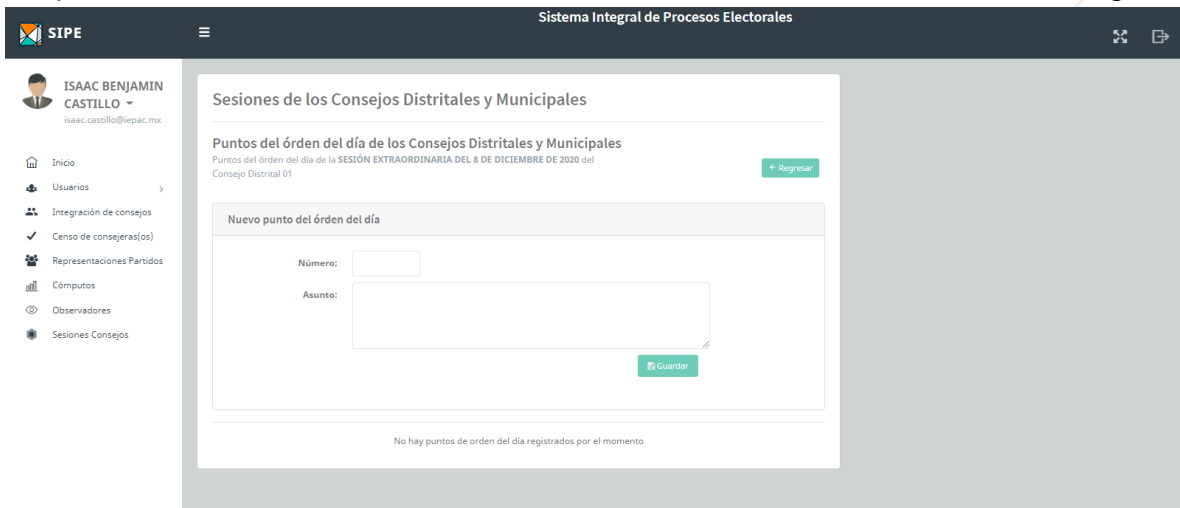 SIPE
Sistema Integral de Procesos Electorales
ISAAC BENJAMIN
CASTILLO
isaac.castillo@iepac.mx
Inicio
Usuarios
Integración de consejos
Censo de consejeras(os)
Representaciones Partidos
Cómputos
Observadores
Sesiones Consejos
Sesiones de los Consejos Distritales y Municipales
Puntos del órden del día de los Consejos Distritales y Municipales
Puntos del órden del día de la SESIÓN EXTRAORDINARIA DEL 8 DE DICIEMBRE DE 2020 del
Consejo Distrital 01
Regresar
Nuevo punto del órden del día
Número:
Asunto:
Guardar
No hay puntos de orden del día registrados por el momento